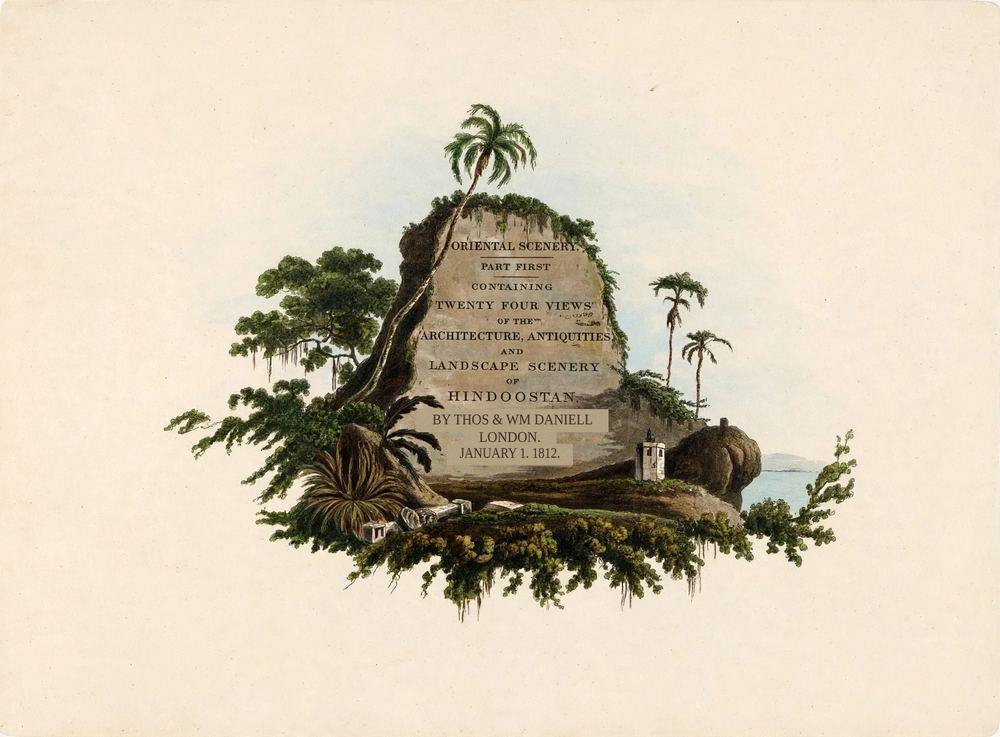 ORIENTAL SCENERY.
PART FIRST
CONTAINING
TWENTY FOUR VIEWS
OF THE
ARCHITECTURE, ANTIQUITIES,
AND
LANDSCAPE SCENERY
OF
HINDOOSTAN.
BY THOS & WM DANIELL
LONDON.
JANUARY 1. 1812.